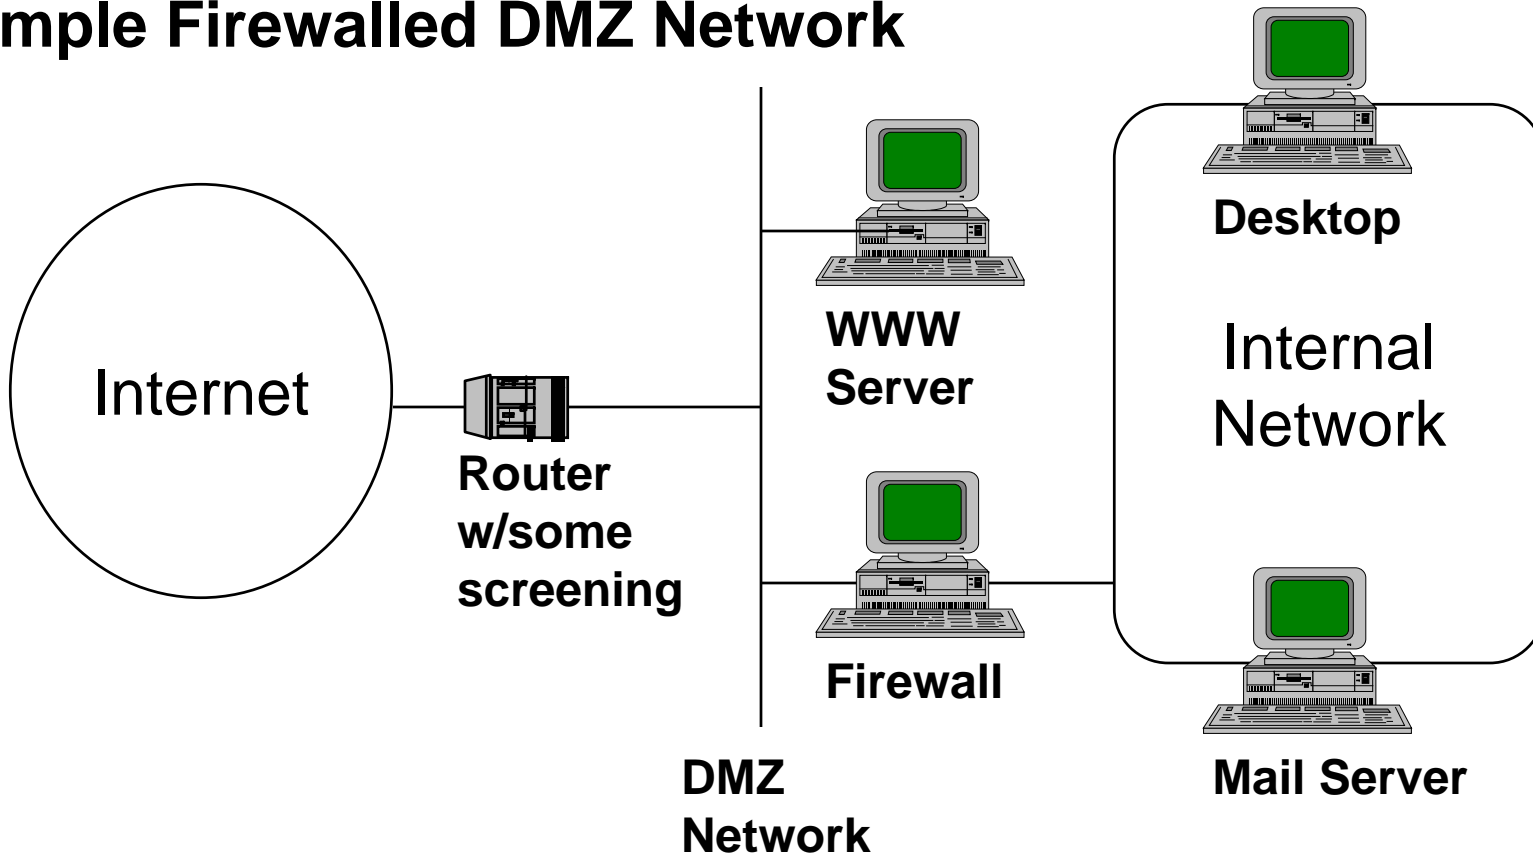 mple Firewalled DMZ Network
Desktop
WWW
Server
Internal
Network
Internet
Router
w/some
screening
Firewall
DMZ
Network
Mail Server